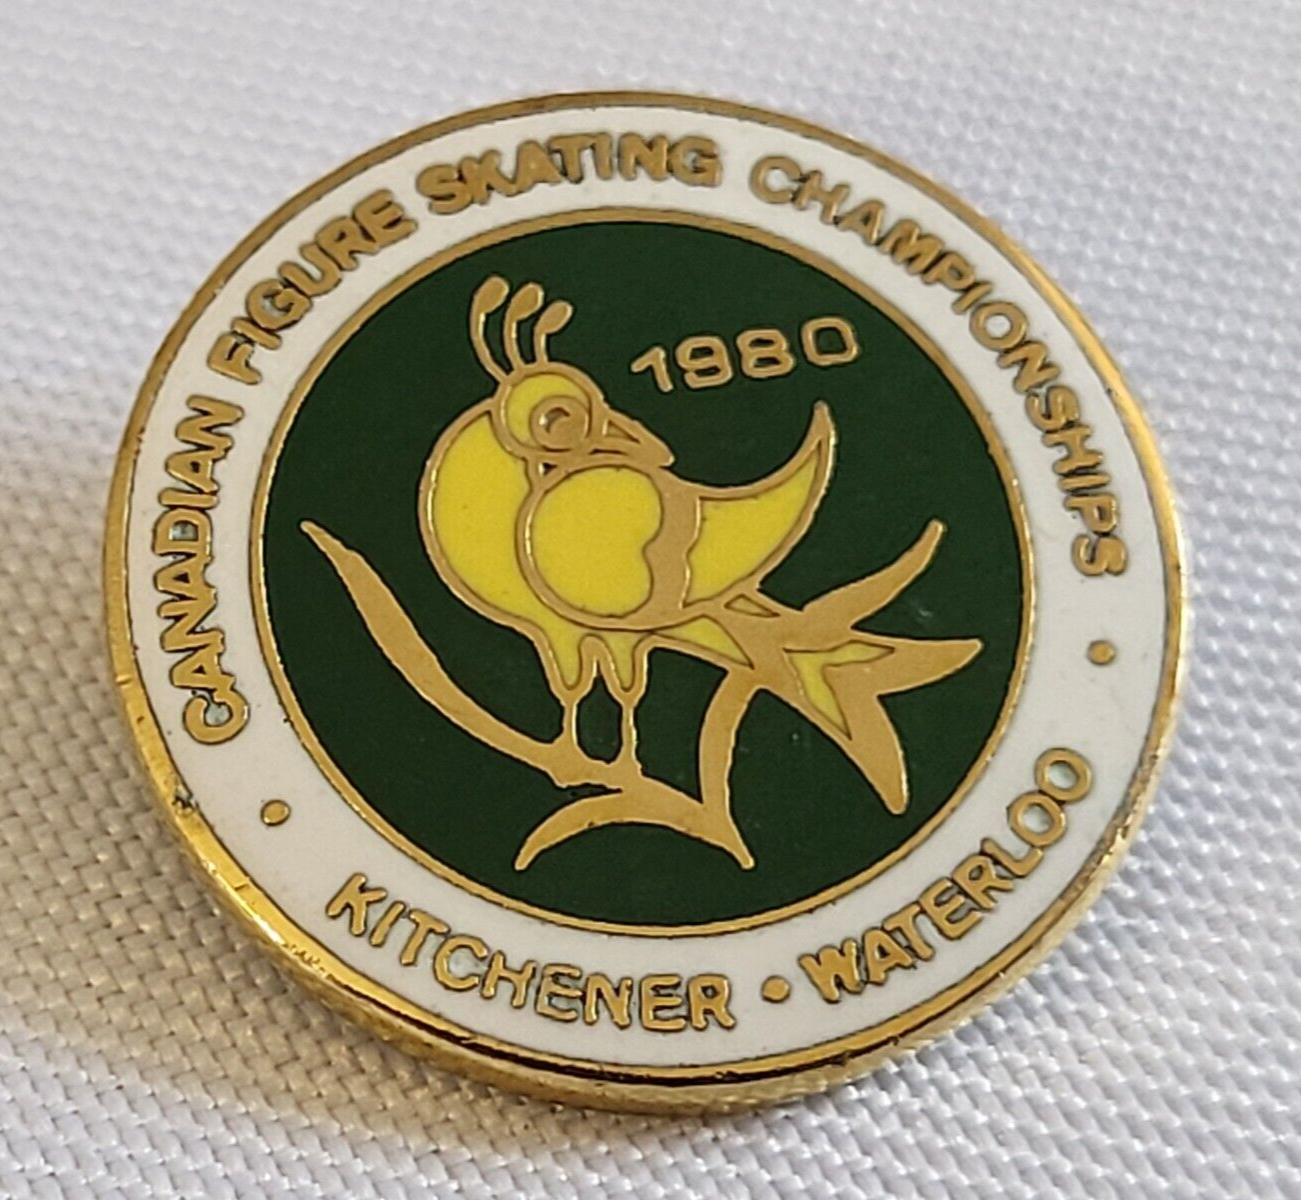 CANADIAN FIGURE SKATING CHAMPIONSHIPS
1980
• KITCHENER • WATERLOO •